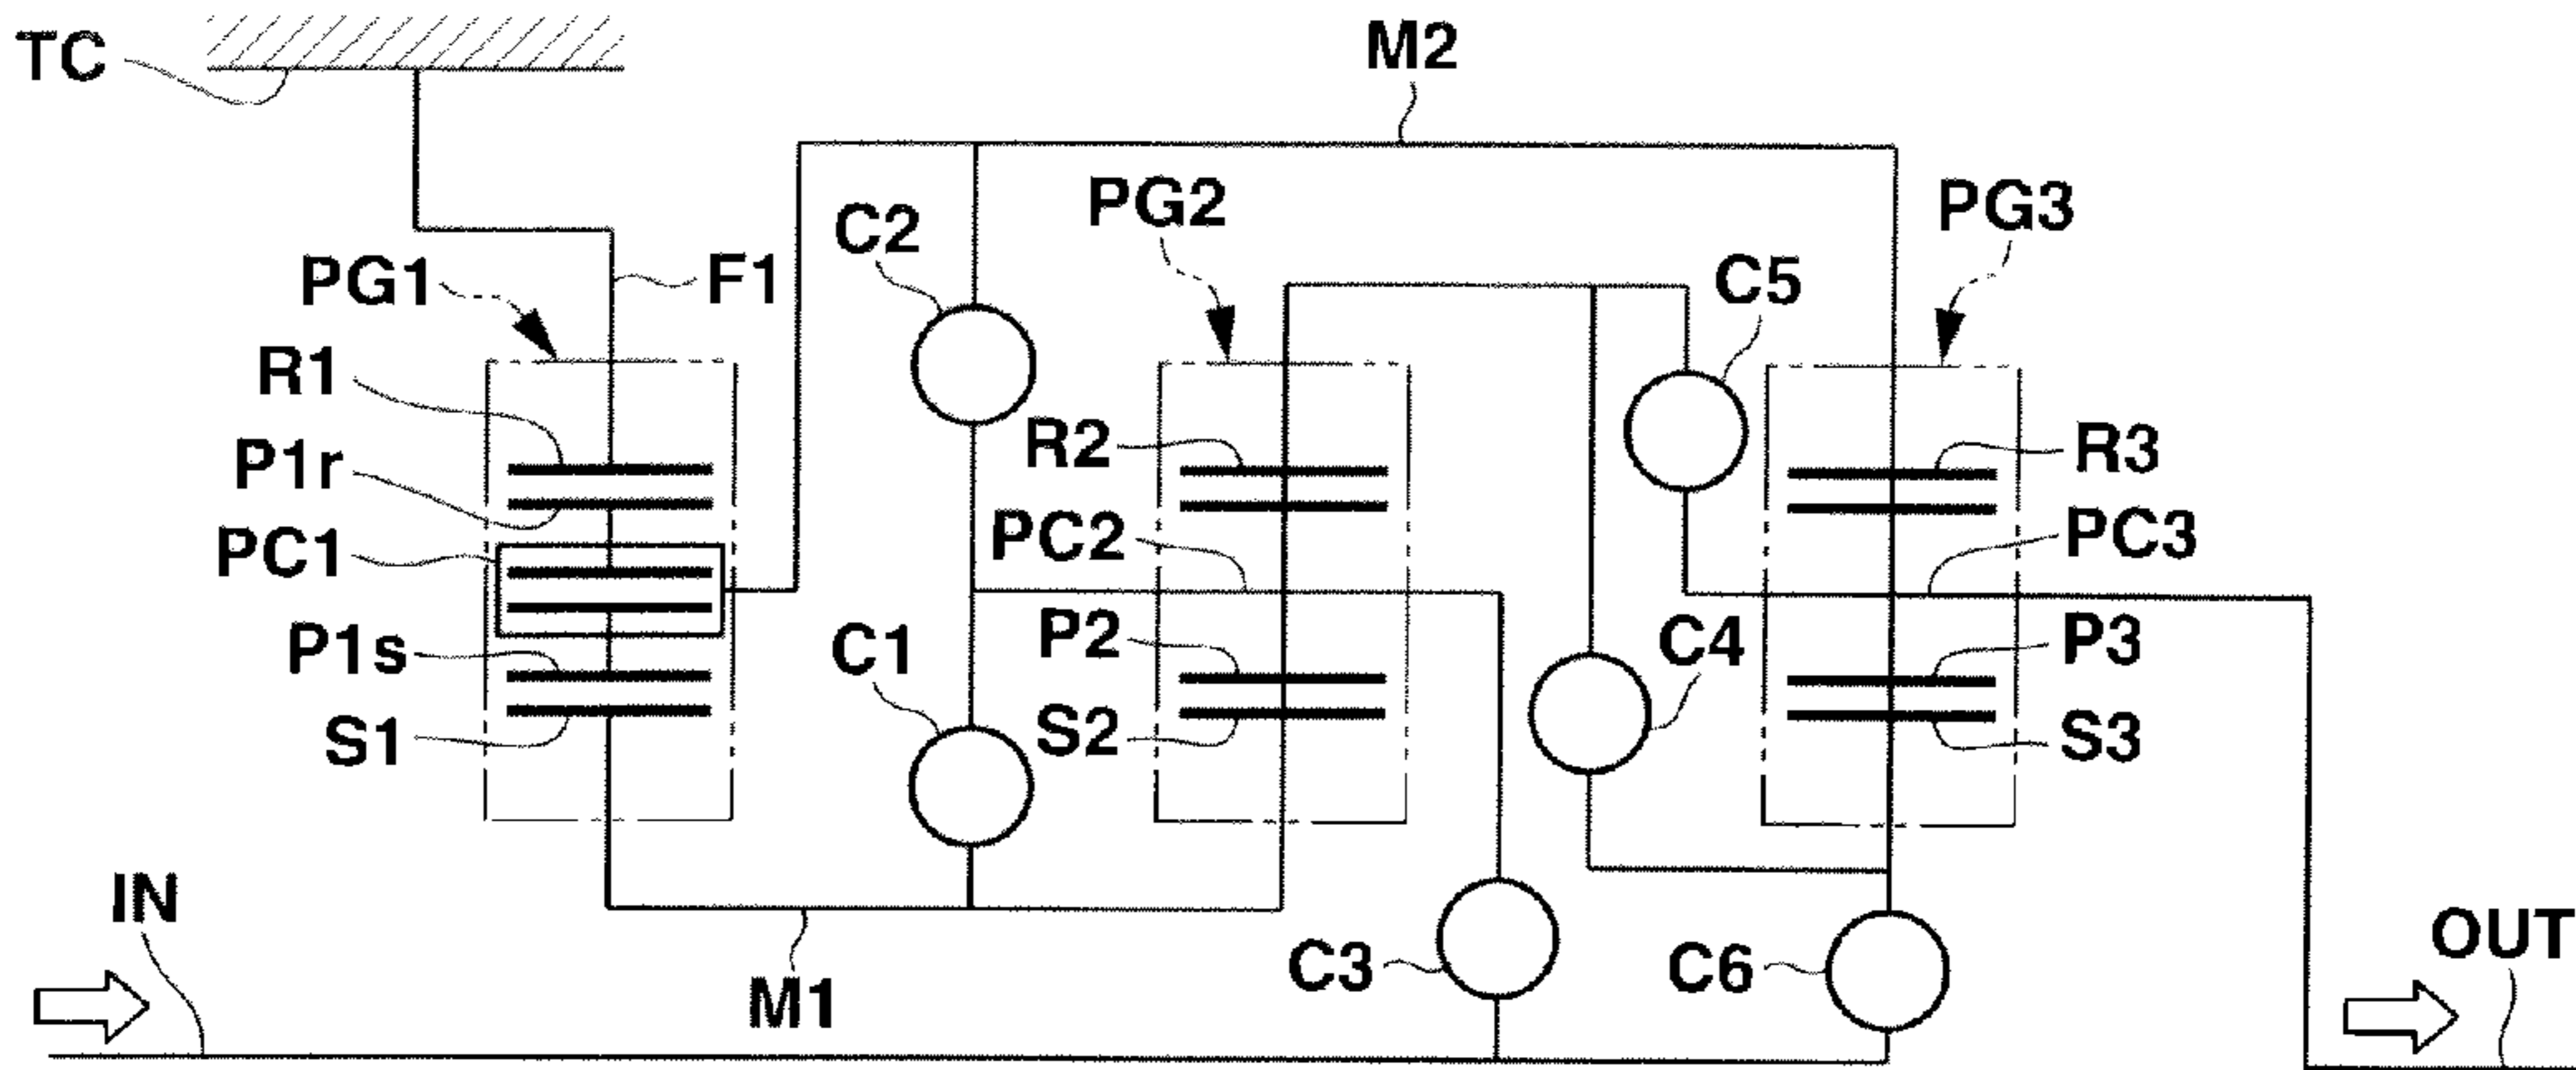 TC
M2
C2
PG2
PG3
PG1
F1
C5
R1
R2
R3
P1r
PC1
PC2
PC3
P1s
C1
P2
C4
P3
S1
S2
S3
IN
M1
C3
C6
OUT